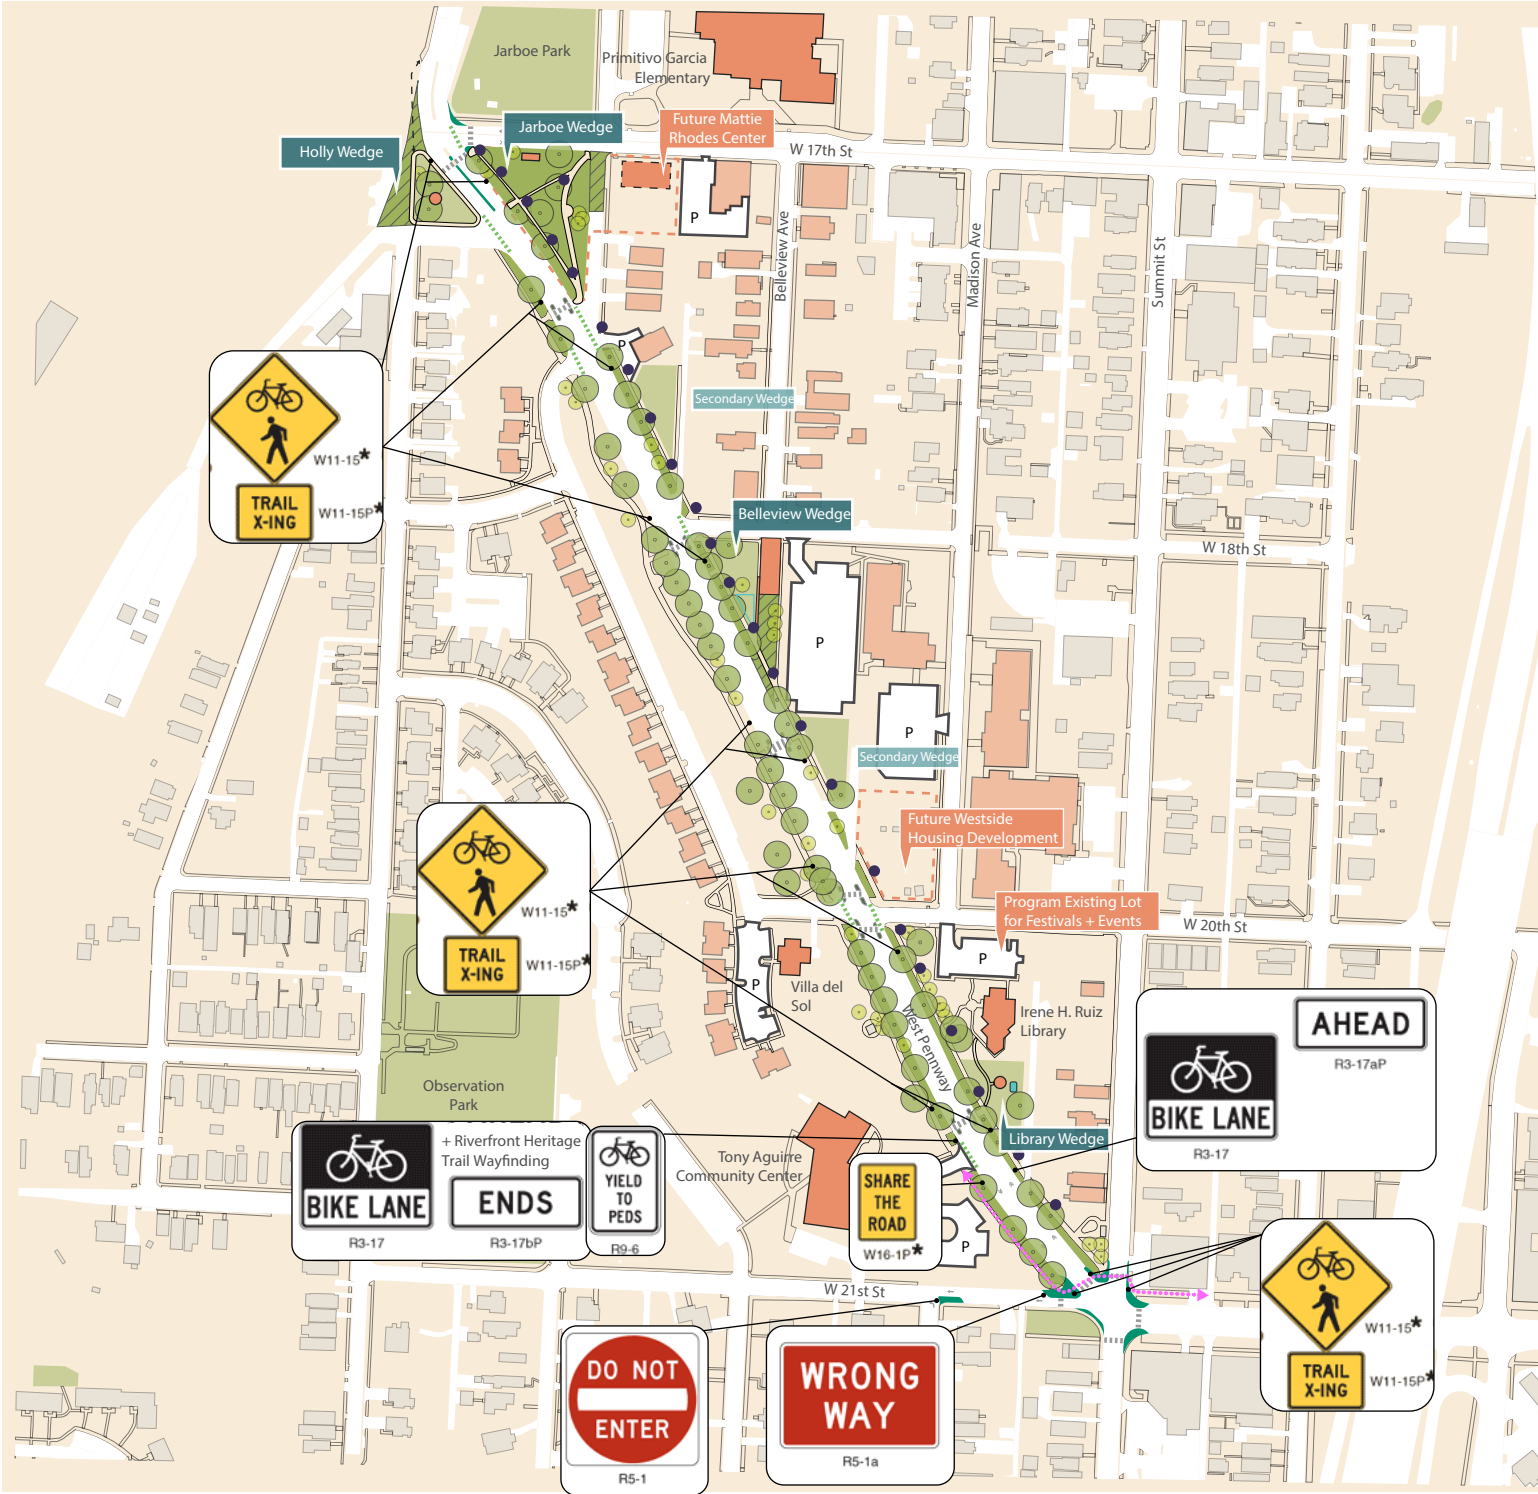 Jarboe Park
Primitivo Garcia
Elementary
Future Mattie
Rhodes Center
Jarboe Wedge
Holly Wedge
W 17th St
P
Belleview Ave
Madison Ave
Summit St
P
Secondary Wedge
W11-15*
TRAIL
X-ING
W11-15P*
Belleview Wedge
W 18th St
P
P
Secondary Wedge
Future Westside
Housing Development
W11-15*
TRAIL
X-ING
W11-15P*
Program Existing Lot
for Festivals + Events
W 20th St
P
P
Villa del
Sol
West Pennway
Irene H. Ruiz
Library
AHEAD
R3-17aP
BIKE LANE
R3-17
Observation
Park
Library Wedge
+ Riverfront Heritage
Trail Wayfinding
BIKE LANE
R3-17
ENDS
R3-17bP
YIELD
TO
PEDS
R9-6
Tony Aguirre
Community Center
SHARE
THE
ROAD
W16-1P*
P
W 21st St
W11-15*
TRAIL
X-ING
W11-15P*
DO NOT
ENTER
R5-1
WRONG
WAY
R5-1a